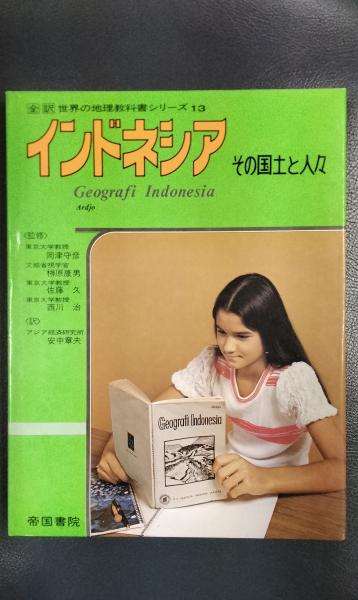 全訳 世界の地理教科書シリーズ 13
インドネシア その国土と人々
Geografi Indonesia
Ardjo
〈監修〉
東京大学教授
岡津守彦
文部省視学官
榊原康男
東京大学教授
佐藤 久
東京大学教授
西川 治
〈訳〉
アジア経済研究所
安中章夫
Geografi Indonesia
帝国書院